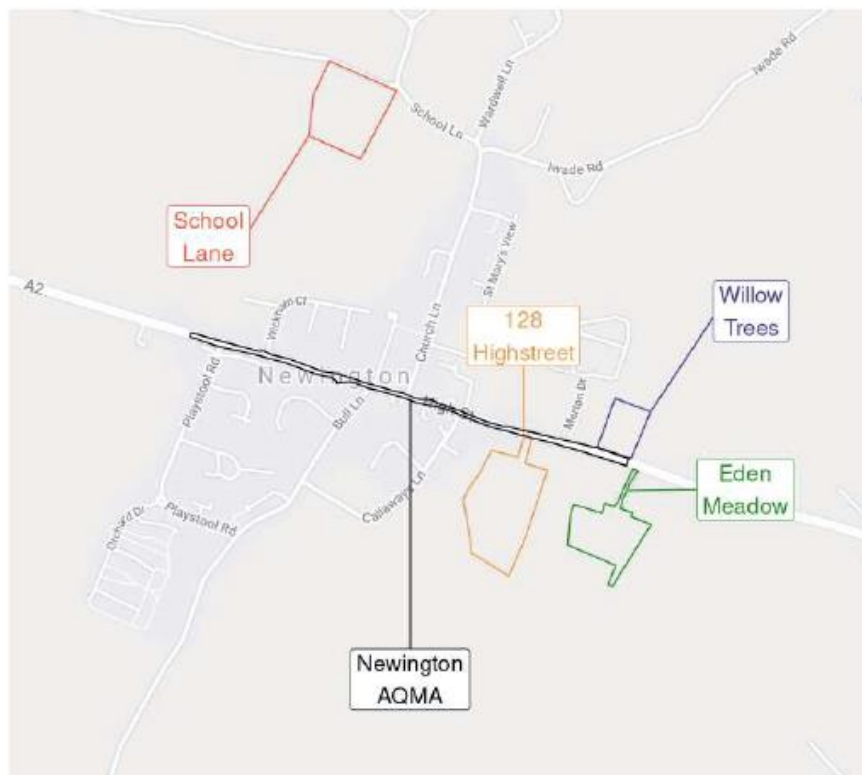 Iwade Rd
Wardwell Ln
School Ln
Iwade Rd
School
Lane
St Mary's View
A2
Willow
Trees
Wickham Cl
128
Highstreet
Church Ln
Newington
Playstool Rd
Merlan Dr
High St
Bull Ln
Eden
Meadow
Callaways Ln
Playstool Rd
Orchard Dr
Newington
AQMA